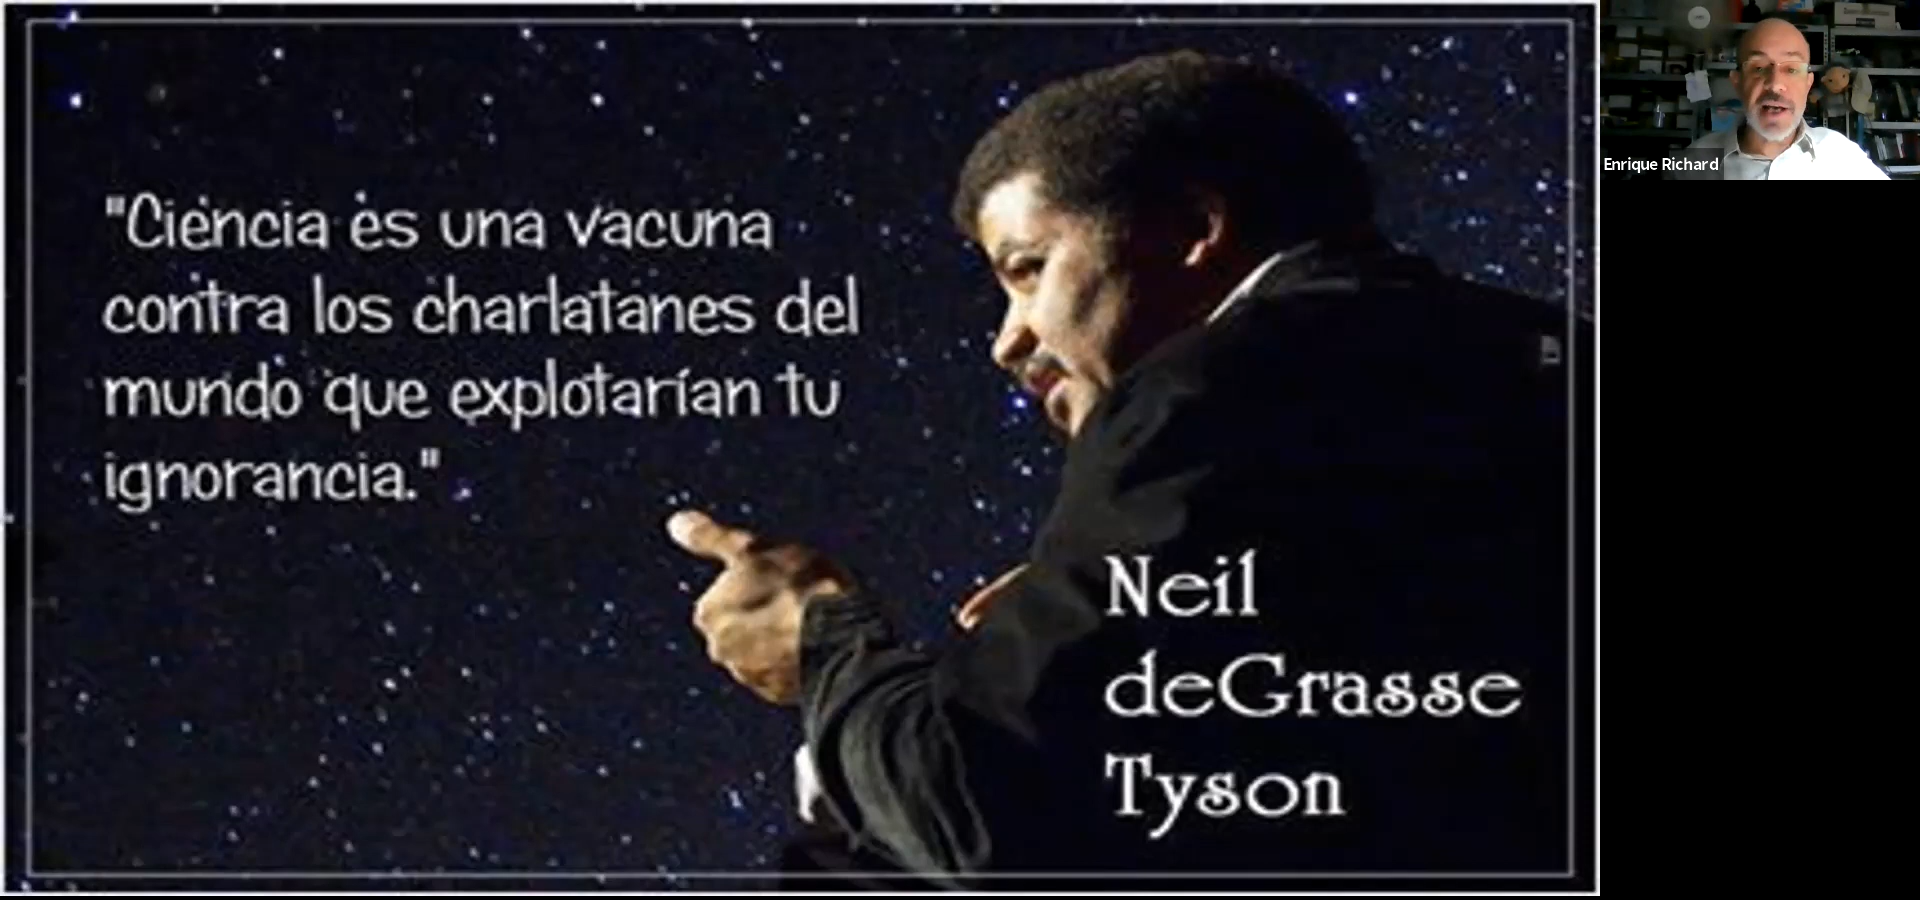 "Ciencia es una vacuna
contra los charlatanes del
mundo que explotarían tu
ignorancia."
Neil
deGrasse
Tyson
Enrique Richard